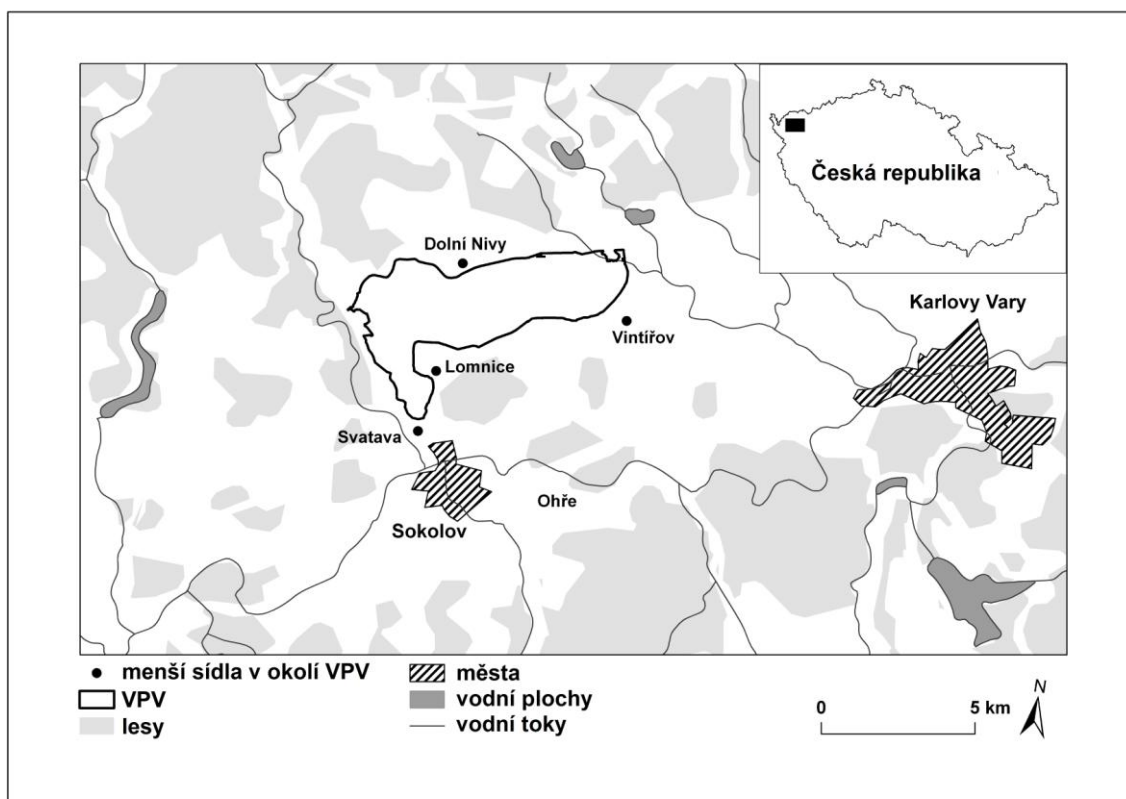 Česká republika
Dolní Nivy
Karlovy Vary
Vintířov
Lomnice
Svatava
Ohře
Sokolov
menší sídla v okolí VPV
VPV
lesy
města
vodní plochy
vodní toky
0 5 km
N